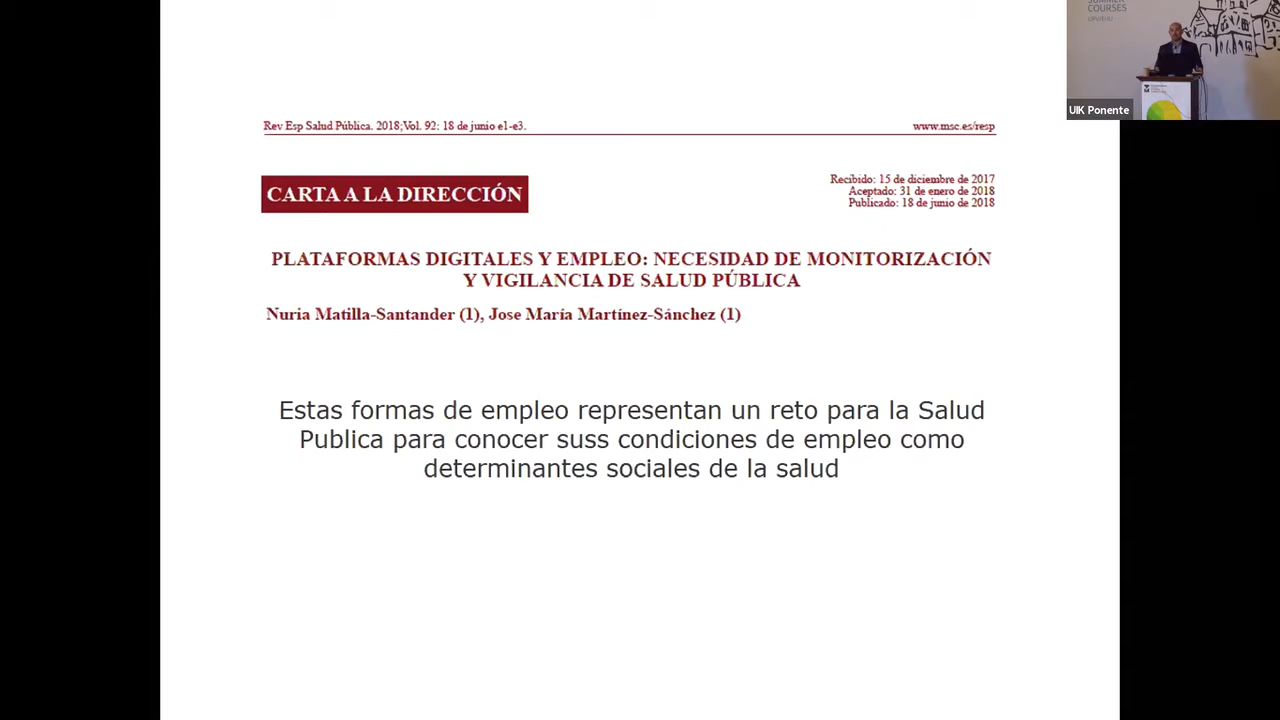 SUMMER
COURSES
UPV/EHU
UIK Ponente
Rev Esp Salud Pública. 2018;Vol. 92: 18 de junio e1-e3.
www.msc.es/resp
CARTA A LA DIRECCIÓN
Recibido: 15 de diciembre de 2017
Aceptado: 31 de enero de 2018
Publicado: 18 de junio de 2018
PLATAFORMAS DIGITALES Y EMPLEO: NECESIDAD DE MONITORIZACIÓN
Y VIGILANCIA DE SALUD PÚBLICA
Nuria Matilla-Santander (1), Jose María Martínez-Sánchez (1)
Estas formas de empleo representan un reto para la Salud
Publica para conocer suss condiciones de empleo como
determinantes sociales de la salud